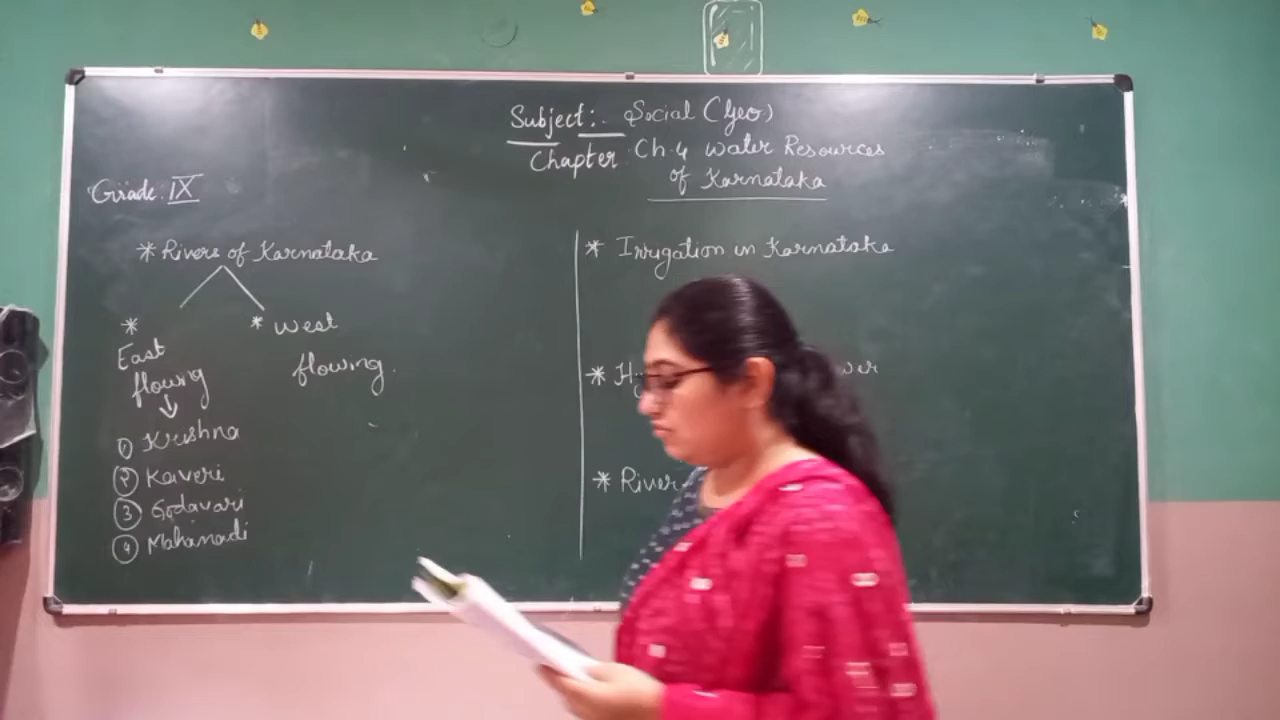 Subject:- Social (Geo)
Chapter: Ch.4 Water Resources
of Karnataka
Grade: IX
* Rivers of Karnataka
* East flowing
* West flowing.
① Krishna
② Kaveri
③ Godavari
④ Mahanadi
* Irrigation in Karnataka
* River